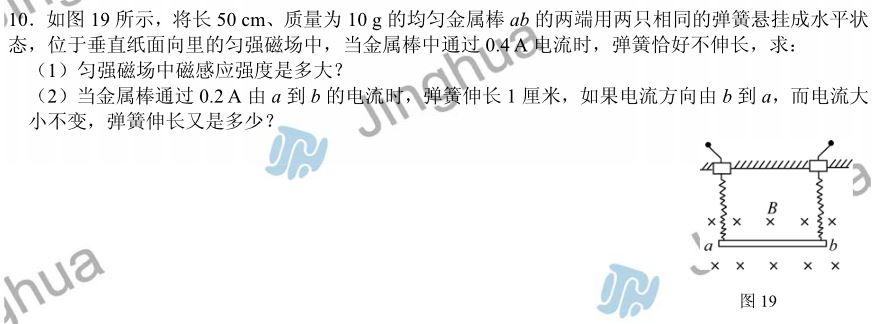 10．如图 19 所示，将长 50 cm、质量为 10 g 的均匀金属棒 ab 的两端用两只相同的弹簧悬挂成水平状
态，位于垂直纸面向里的匀强磁场中，当金属棒中通过 0.4 A 电流时，弹簧恰好不伸长，求：
（1）匀强磁场中磁感应强度是多大？
（2）当金属棒通过 0.2 A 由 a 到 b 的电流时，弹簧伸长 1 厘米，如果电流方向由 b 到 a，而电流大
小不变，弹簧伸长又是多少？
Jinghua
B
a
b
hua
图 19